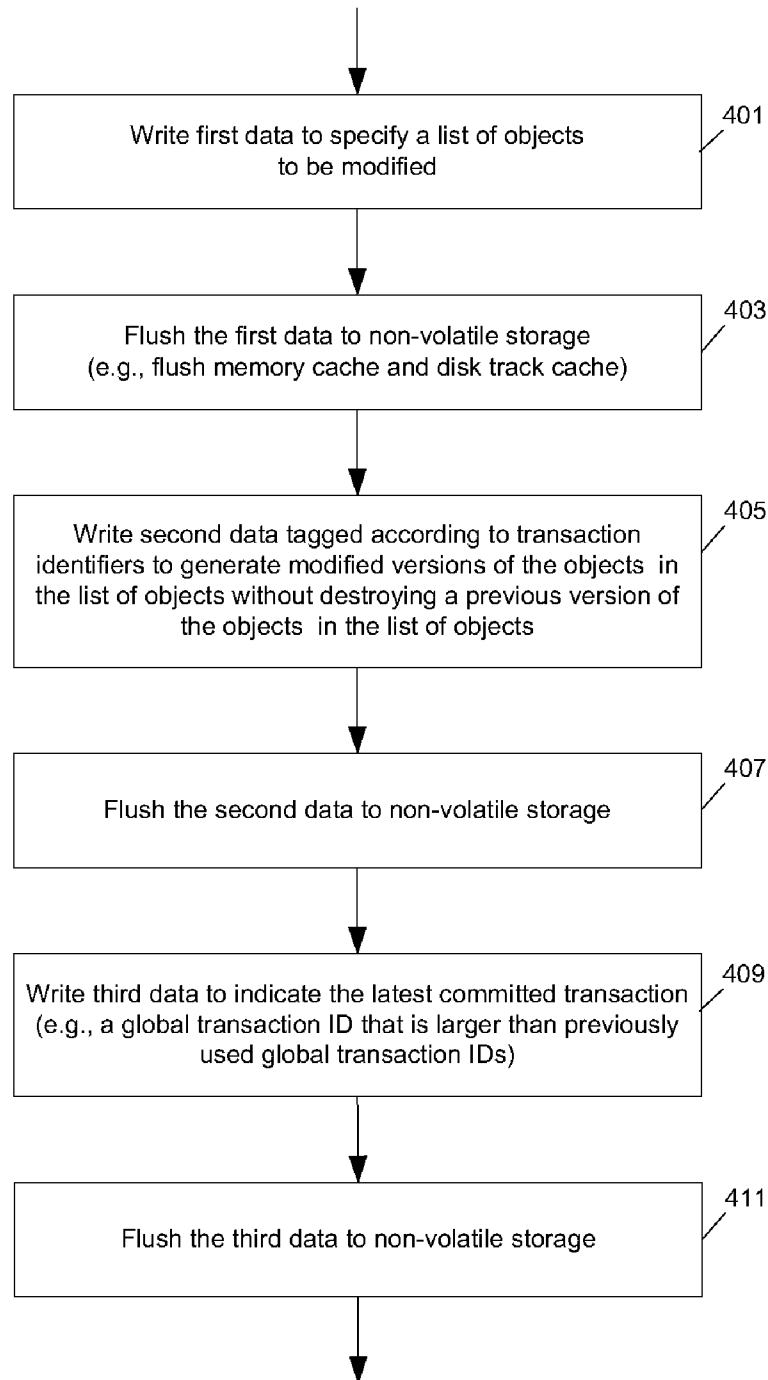 Write first data to specify a list of objects
to be modified
401
Flush the first data to non-volatile storage
(e.g., flush memory cache and disk track cache)
403
Write second data tagged according to transaction
identifiers to generate modified versions of the objects in
the list of objects without destroying a previous version of
the objects in the list of objects
405
Flush the second data to non-volatile storage
407
Write third data to indicate the latest committed transaction
(e.g., a global transaction ID that is larger than previously
used global transaction IDs)
409
Flush the third data to non-volatile storage
411